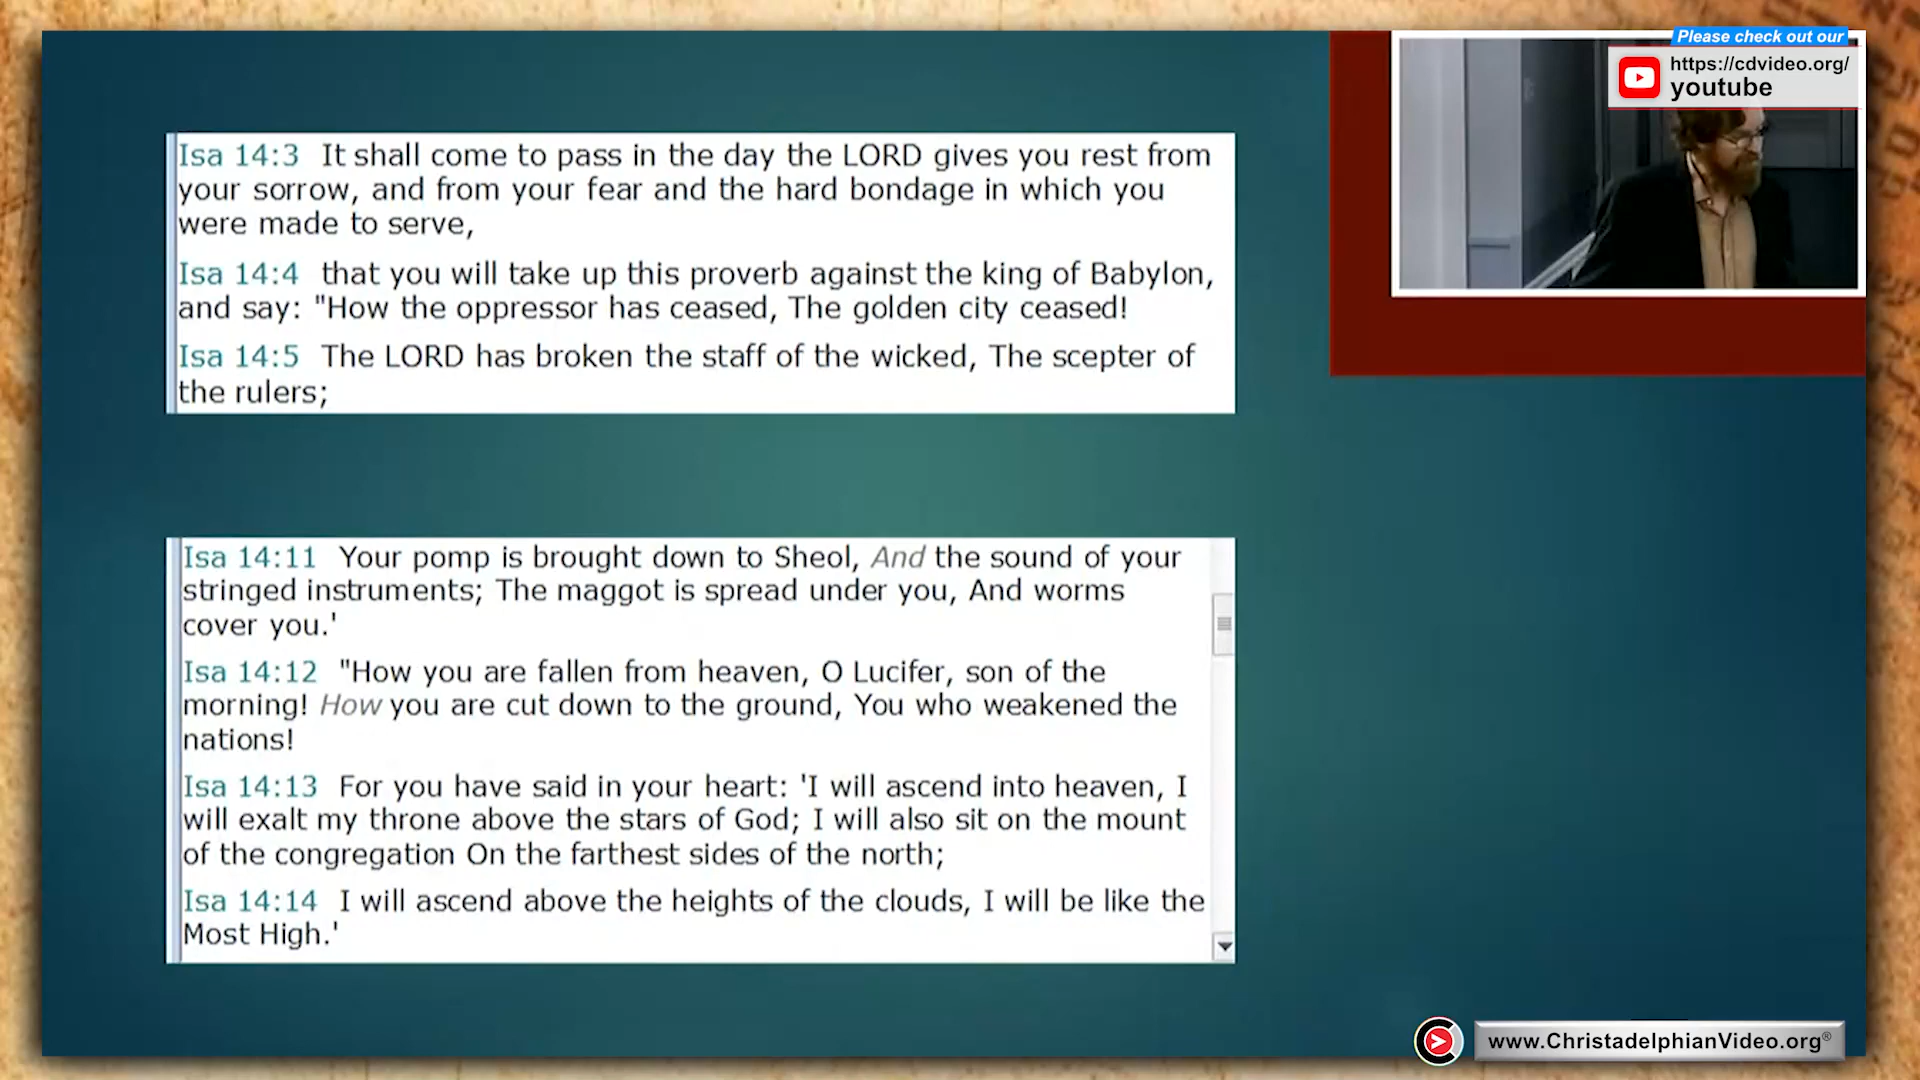 Please check out our
https://cdvideo.org/
youtube
Isa 14:3 It shall come to pass in the day the LORD gives you rest from
your sorrow, and from your fear and the hard bondage in which you
were made to serve,
Isa 14:4 that you will take up this proverb against the king of Babylon,
and say: "How the oppressor has ceased, The golden city ceased!
Isa 14:5 The LORD has broken the staff of the wicked, The scepter of
the rulers;
Isa 14:11 Your pomp is brought down to Sheol, And the sound of your
stringed instruments; The maggot is spread under you, And worms
cover you.'
Isa 14:12 "How you are fallen from heaven, O Lucifer, son of the
morning! How you are cut down to the ground, You who weakened the
nations!
Isa 14:13 For you have said in your heart: 'I will ascend into heaven, I
will exalt my throne above the stars of God; I will also sit on the mount
of the congregation On the farthest sides of the north;
Isa 14:14 I will ascend above the heights of the clouds, I will be like the
Most High.'
www.ChristadelphianVideo.org®